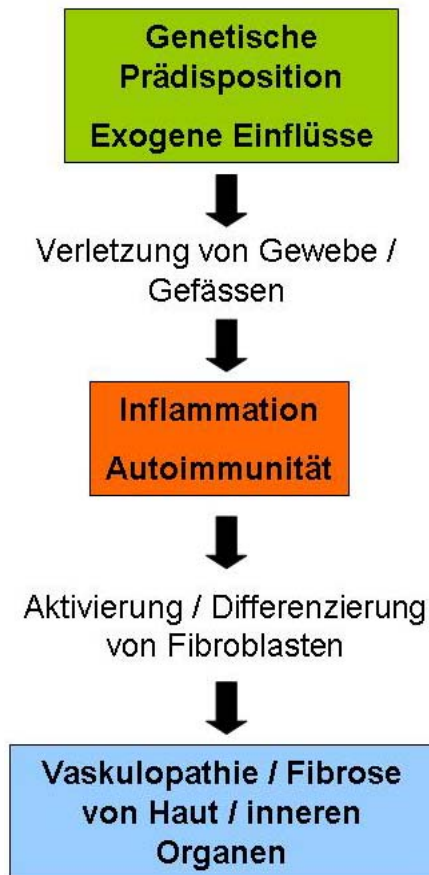 Genetische
Prädisposition
Exogene Einflüsse
Verletzung von Gewebe /
Gefässen
Inflammation
Autoimmunität
Aktivierung / Differenzierung
von Fibroblasten
Vaskulopathie / Fibrose
von Haut / inneren
Organen